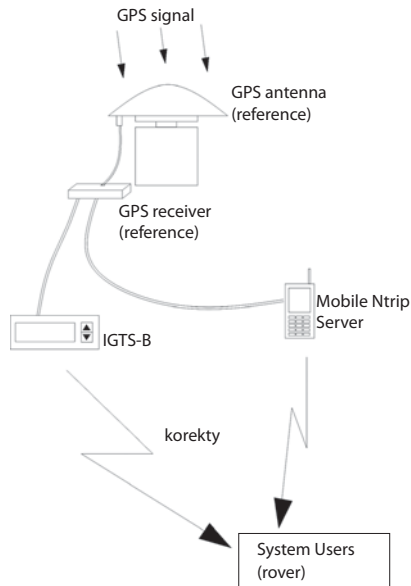 GPS signal
GPS antenna
(reference)
GPS receiver
(reference)
Mobile Ntrip
Server
IGTS-B
korekty
System Users
(rover)